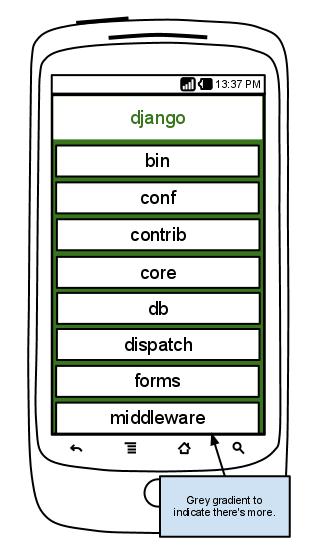 13:37 PM
django
bin
conf
contrib
core
db
dispatch
forms
middleware
Grey gradient to
indicate there's more.